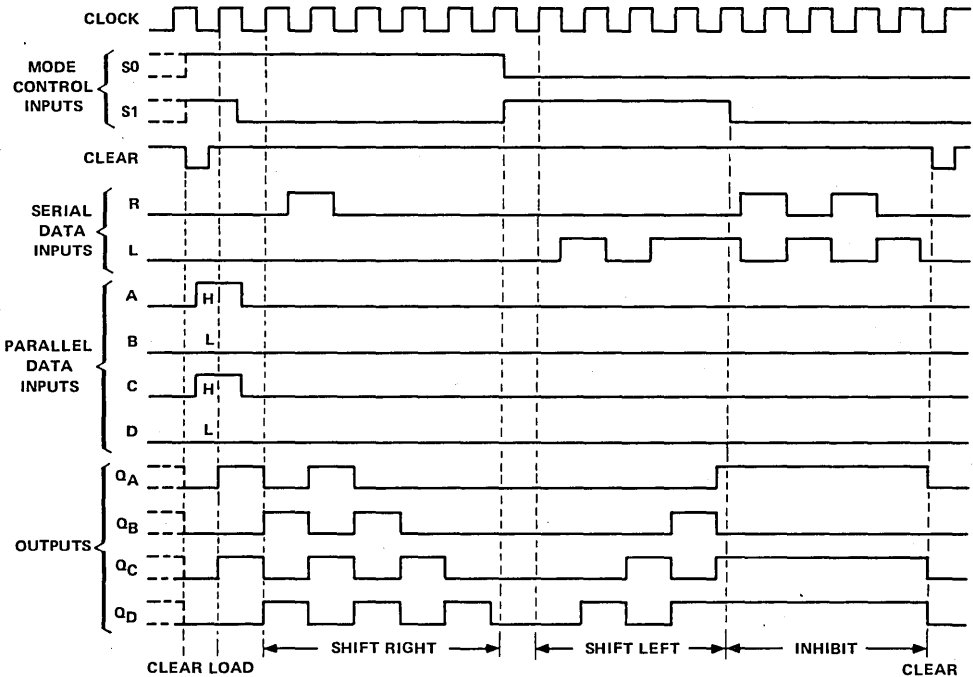 CLOCK
MODE
CONTROL
INPUTS
S0
S1
CLEAR
SERIAL
DATA
INPUTS
R
L
PARALLEL
DATA
INPUTS
A
H
B
L
C
H
D
L
OUTPUTS
QA
QB
QC
QD
SHIFT RIGHT
SHIFT LEFT
INHIBIT
CLEAR LOAD
CLEAR